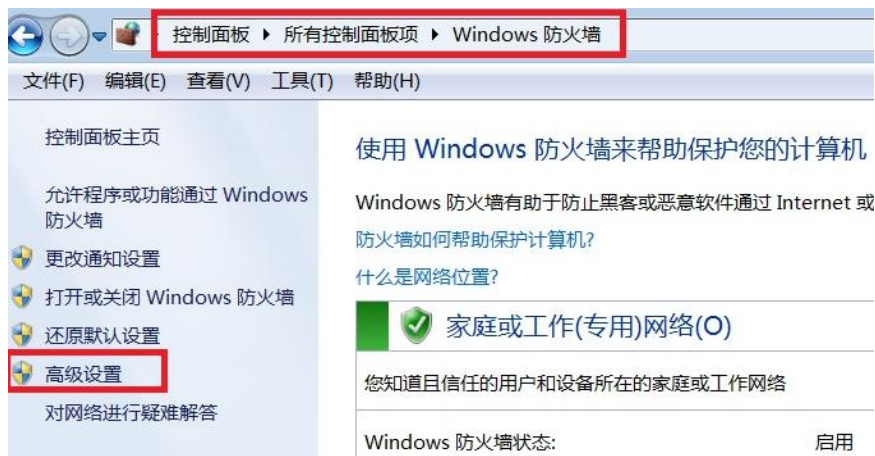 控制面板 ▸ 所有控制面板项 ▸ Windows 防火墙
文件(F) 编辑(E) 查看(V) 工具(T) 帮助(H)
控制面板主页
允许程序或功能通过 Windows
防火墙
更改通知设置
打开或关闭 Windows 防火墙
还原默认设置
高级设置
对网络进行疑难解答
使用 Windows 防火墙来帮助保护您的计算机
Windows 防火墙有助于防止黑客或恶意软件通过 Internet 或
防火墙如何帮助保护计算机?
什么是网络位置?
家庭或工作(专用)网络(O)
您知道且信任的用户和设备所在的家庭或工作网络
Windows 防火墙状态: 启用